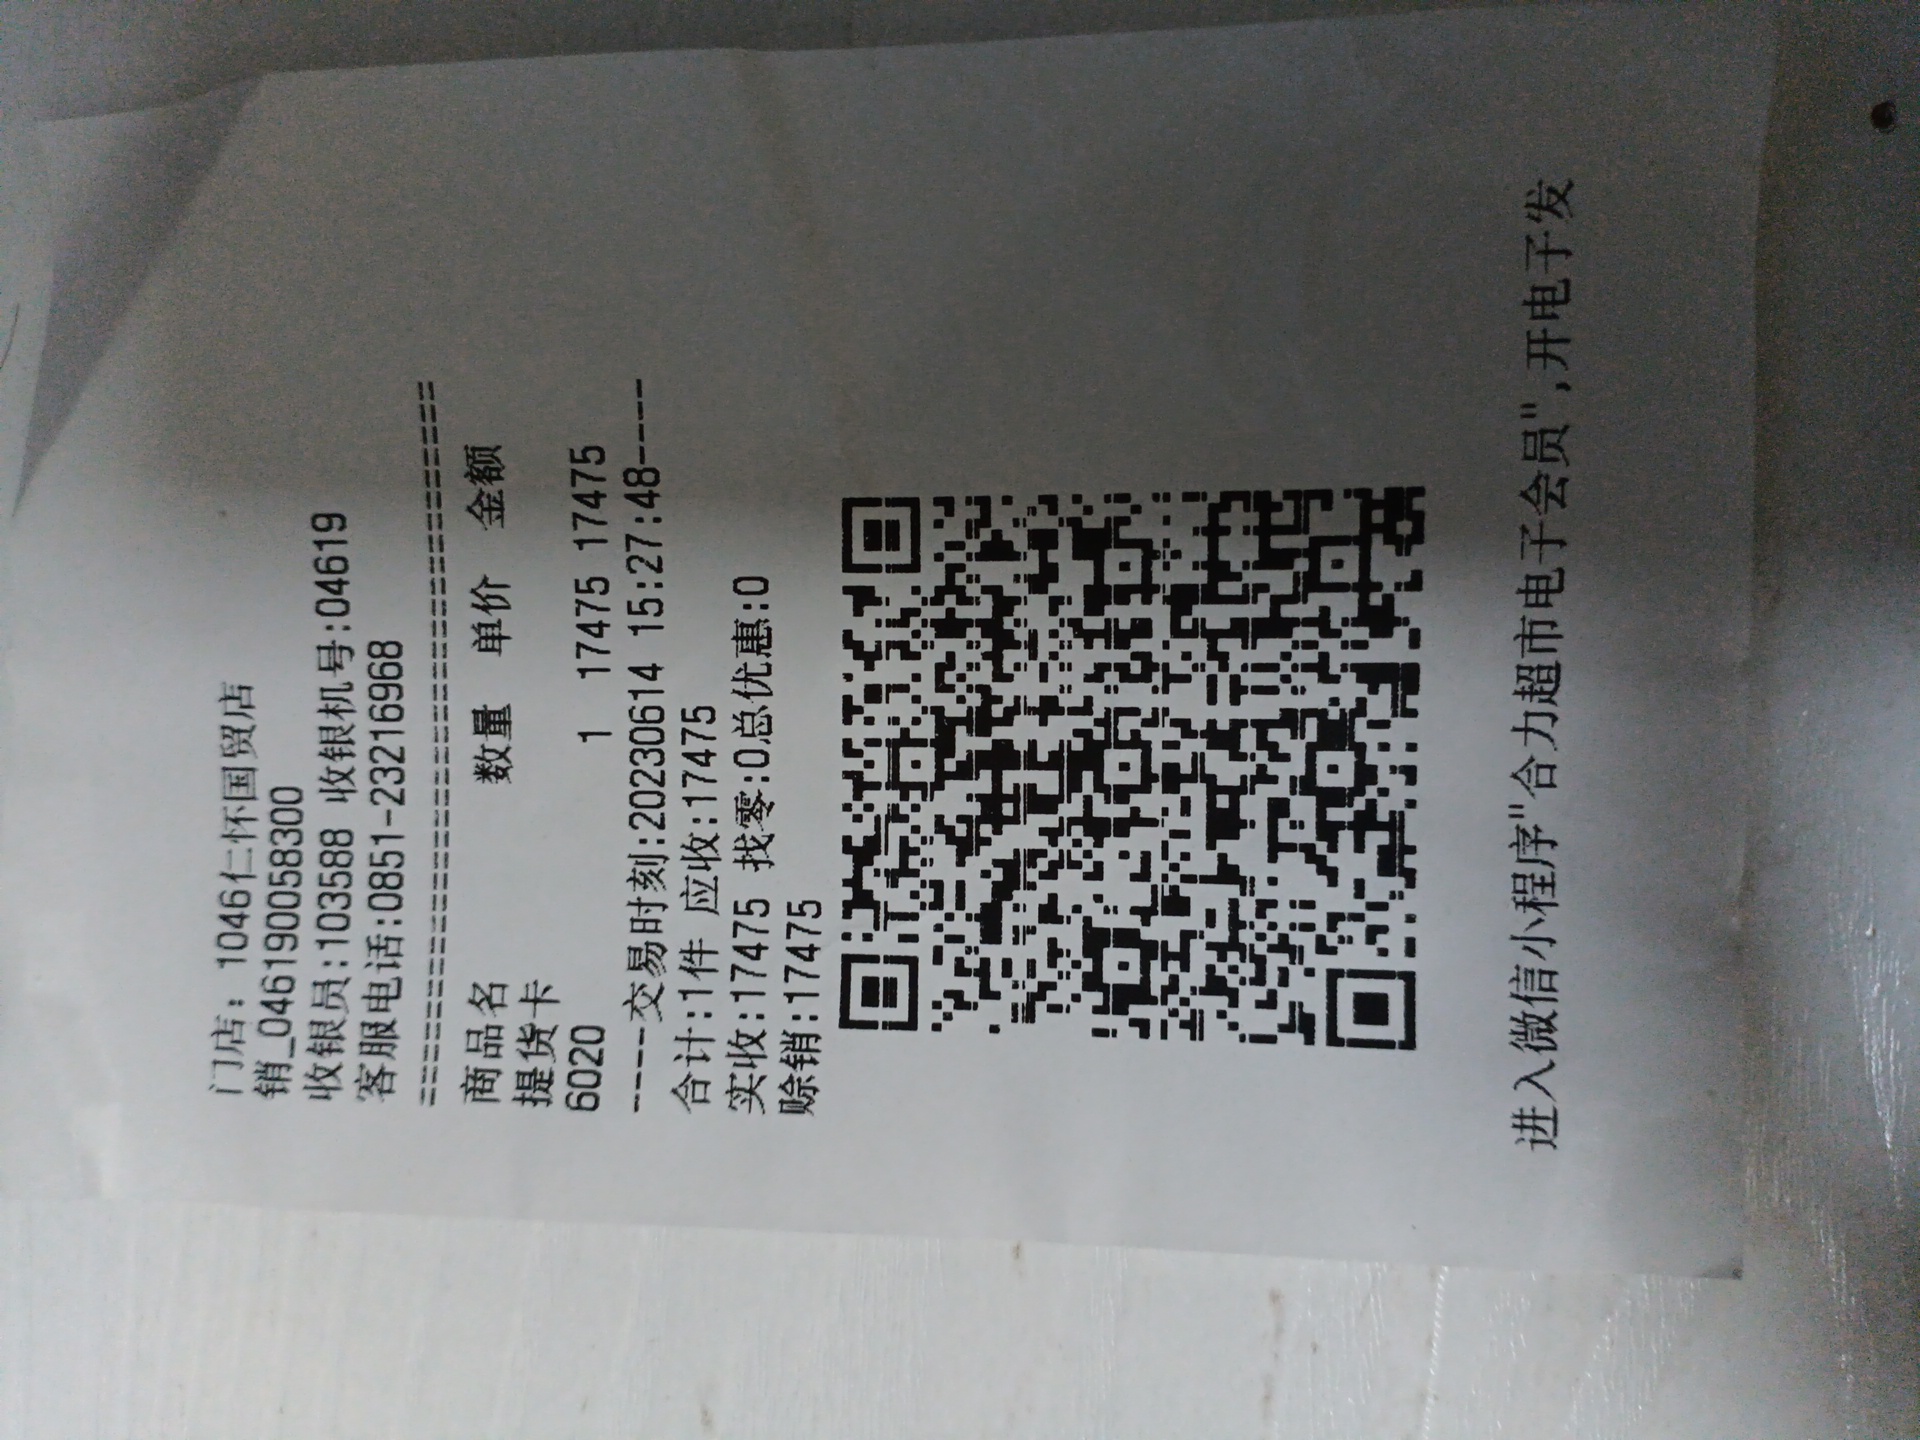 门店: 1046仁怀国贸店
销_0461900583​00
收银员:103588 收银机号:04619
客服电话:0851-23216968
==========================================
商品名 数量 单价 金额
提货卡
6020 1 17475 17475
----交易时刻:20230614 15:27:48----
合计:1件 应收:17475
实收:17475 找零:0总优惠:0
赊销:17475
进入微信小程序"合力超市电子会员",开电子发